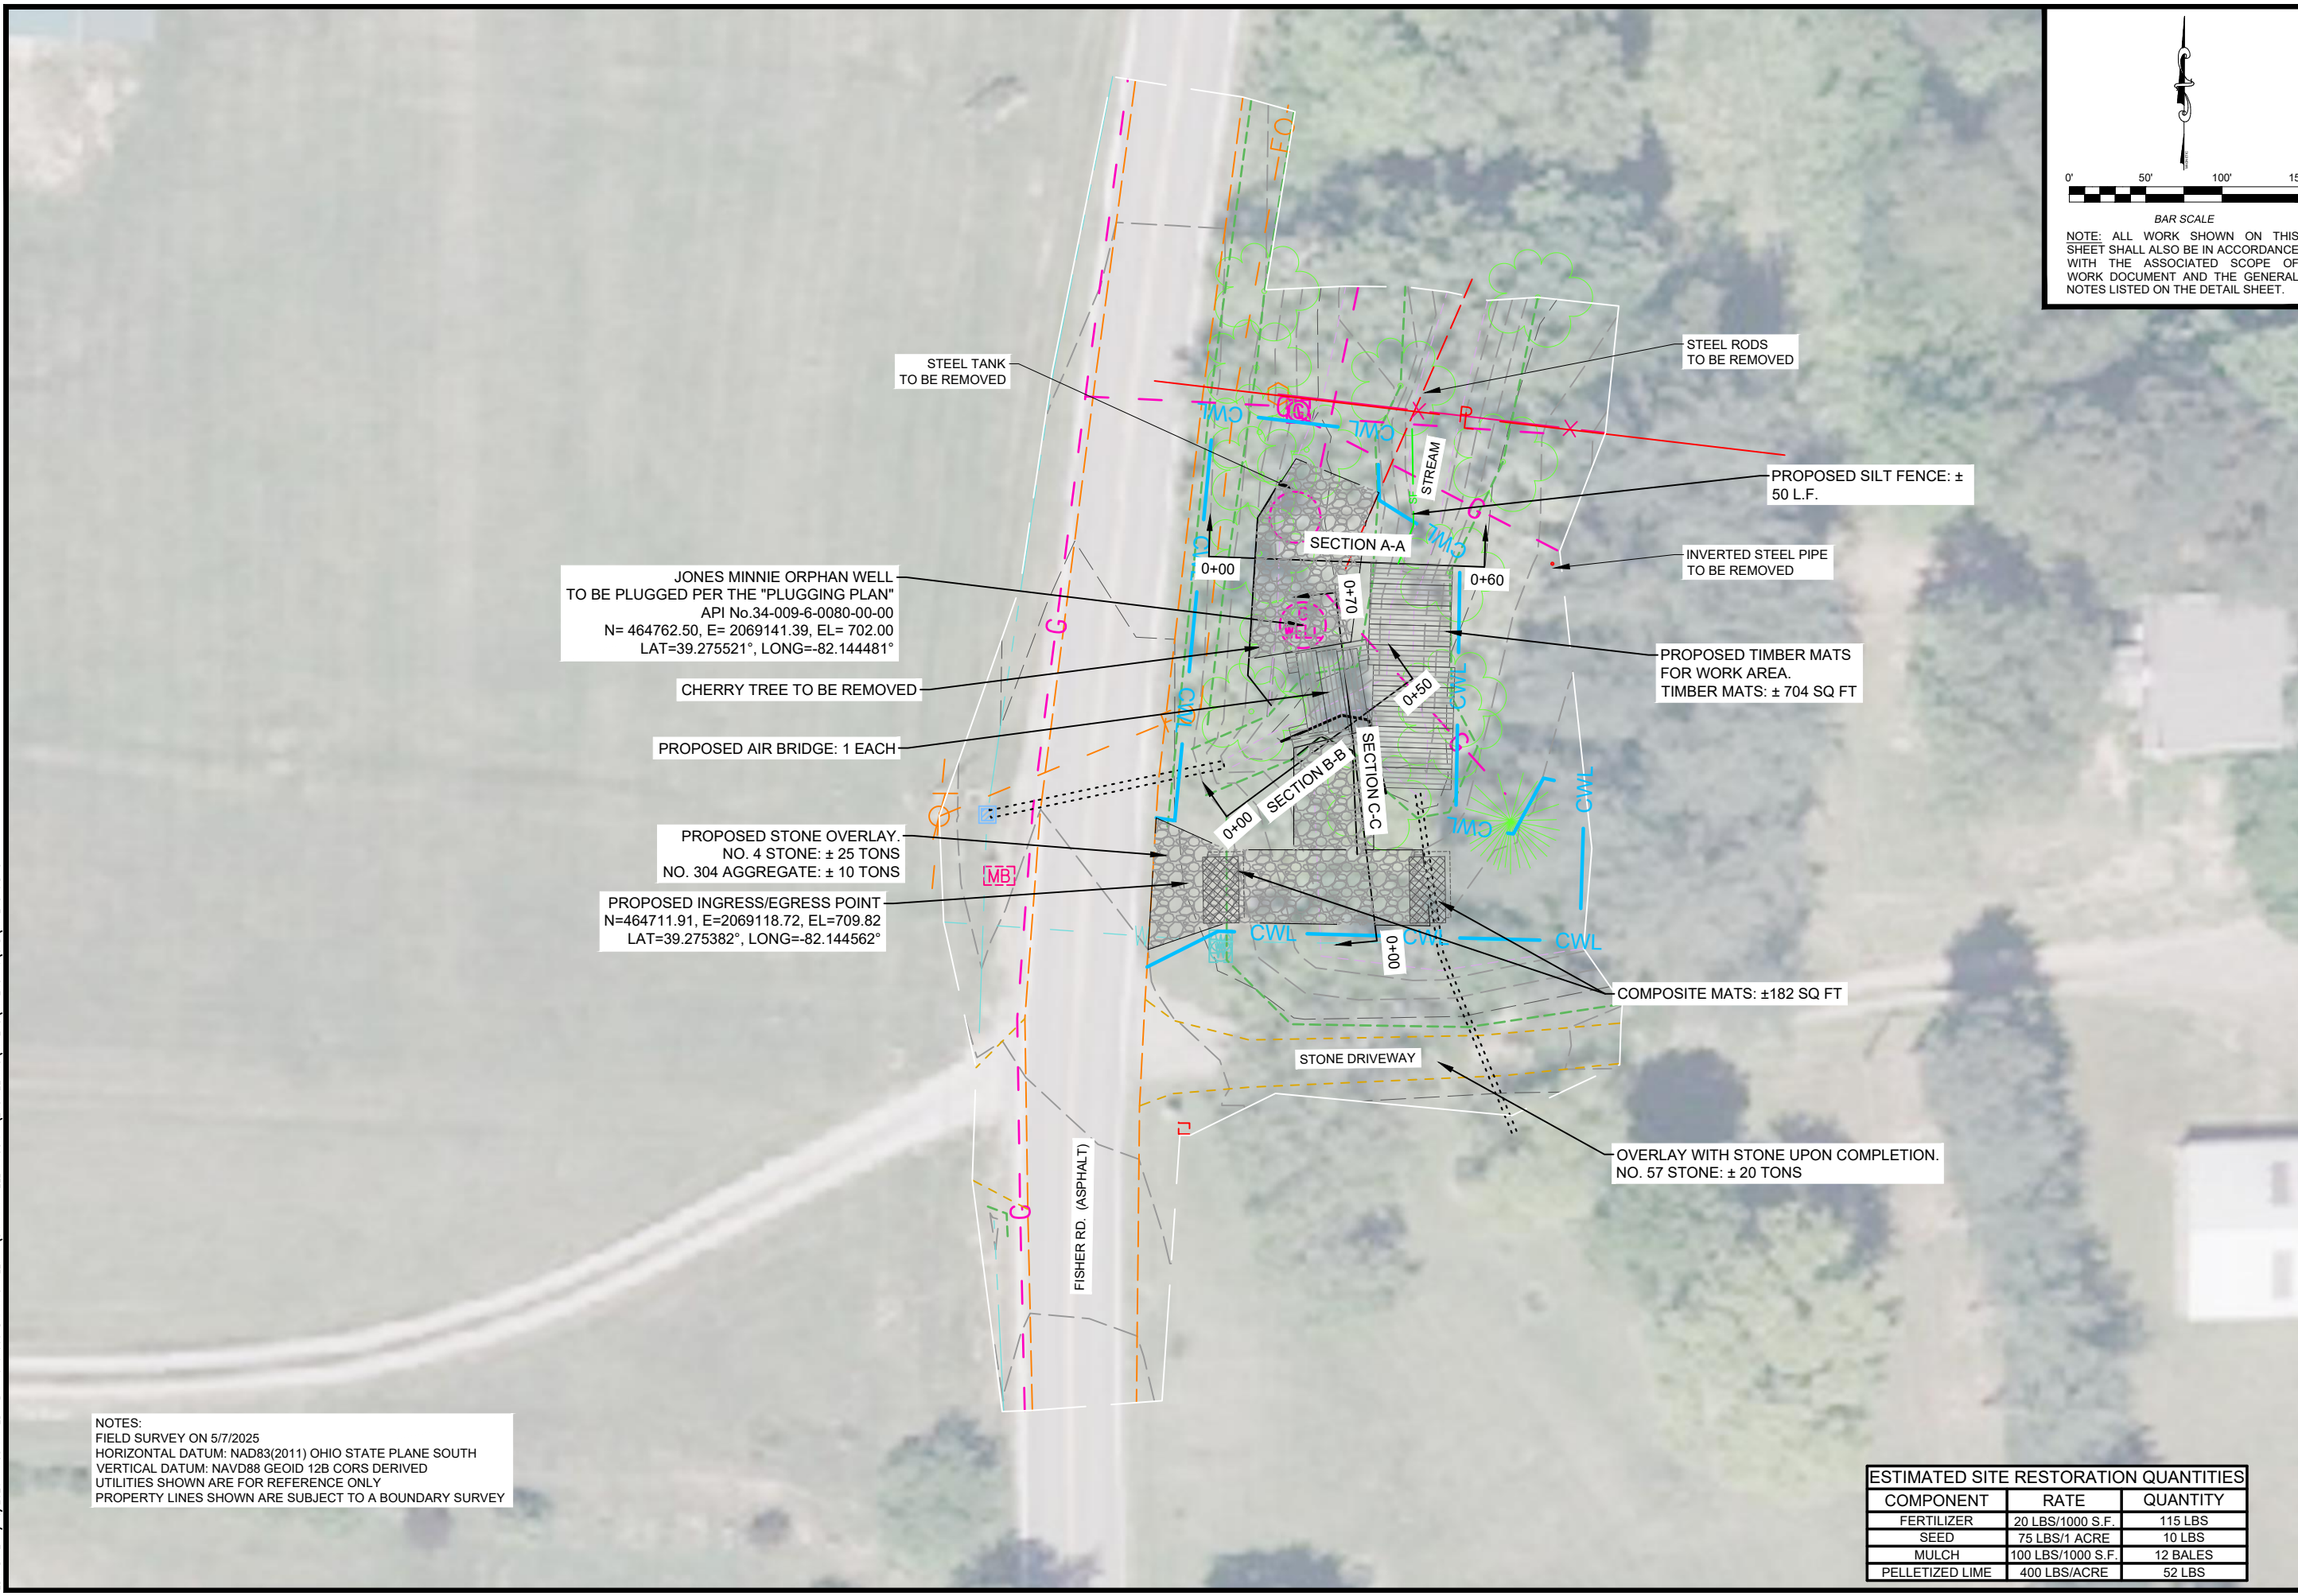 0' 50' 100' 15
BAR SCALE
NOTE: ALL WORK SHOWN ON THIS
SHEET SHALL ALSO BE IN ACCORDANCE
WITH THE ASSOCIATED SCOPE OF
WORK DOCUMENT AND THE GENERAL
NOTES LISTED ON THE DETAIL SHEET.
FO
STEEL TANK
TO BE REMOVED
STEEL RODS
TO BE REMOVED
CWL
CWL
G
STREAM
PROPOSED SILT FENCE: ±
50 L.F.
G
CWL
SECTION A-A
0+00
0+60
0+70
INVERTED STEEL PIPE
TO BE REMOVED
JONES MINNIE ORPHAN WELL
TO BE PLUGGED PER THE "PLUGGING PLAN"
API No.34-009-6-0080-00-00
N= 464762.50, E= 2069141.39, EL= 702.00
LAT=39.275521°, LONG=-82.144481°
G
WELL
PROPOSED TIMBER MATS
FOR WORK AREA.
TIMBER MATS: ± 704 SQ FT
CHERRY TREE TO BE REMOVED
CWL
0+50
CWL
PROPOSED AIR BRIDGE: 1 EACH
G
SECTION B-B
SECTION C-C
0+00
CWL
CWL
PROPOSED STONE OVERLAY.
NO. 4 STONE: ± 25 TONS
NO. 304 AGGREGATE: ± 10 TONS
MB
PROPOSED INGRESS/EGRESS POINT
N=464711.91, E=2069118.72, EL=709.82
LAT=39.275382°, LONG=-82.144562°
CWL
CWL
CWL
0+00
COMPOSITE MATS: ±182 SQ FT
STONE DRIVEWAY
OVERLAY WITH STONE UPON COMPLETION.
NO. 57 STONE: ± 20 TONS
FISHER RD. (ASPHALT)
G
NOTES:
FIELD SURVEY ON 5/7/2025
HORIZONTAL DATUM: NAD83(2011) OHIO STATE PLANE SOUTH
VERTICAL DATUM: NAVD88 GEOID 12B CORS DERIVED
UTILITIES SHOWN ARE FOR REFERENCE ONLY
PROPERTY LINES SHOWN ARE SUBJECT TO A BOUNDARY SURVEY
ESTIMATED SITE RESTORATION QUANTITIES
COMPONENT RATE QUANTITY
FERTILIZER 20 LBS/1000 S.F. 115 LBS
SEED 75 LBS/1 ACRE 10 LBS
MULCH 100 LBS/1000 S.F. 12 BALES
PELLETIZED LIME 400 LBS/ACRE 52 LBS